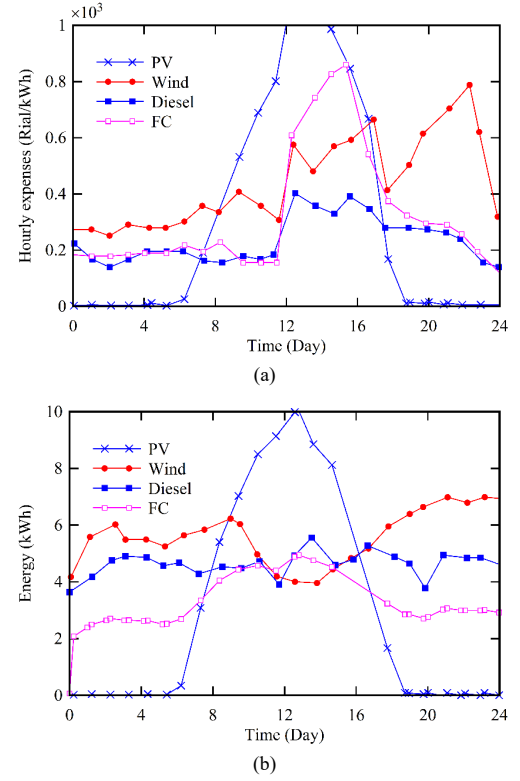 ×10³
1
0.8
0.6
0.4
0.2
0
Hourly expenses (Rial/kWh)
PV
Wind
Diesel
FC
0 4 8 12 16 20 24
Time (Day)
(a)
10
8
6
4
2
0
Energy (kWh)
PV
Wind
Diesel
FC
0 4 8 12 16 20 24
Time (Day)
(b)